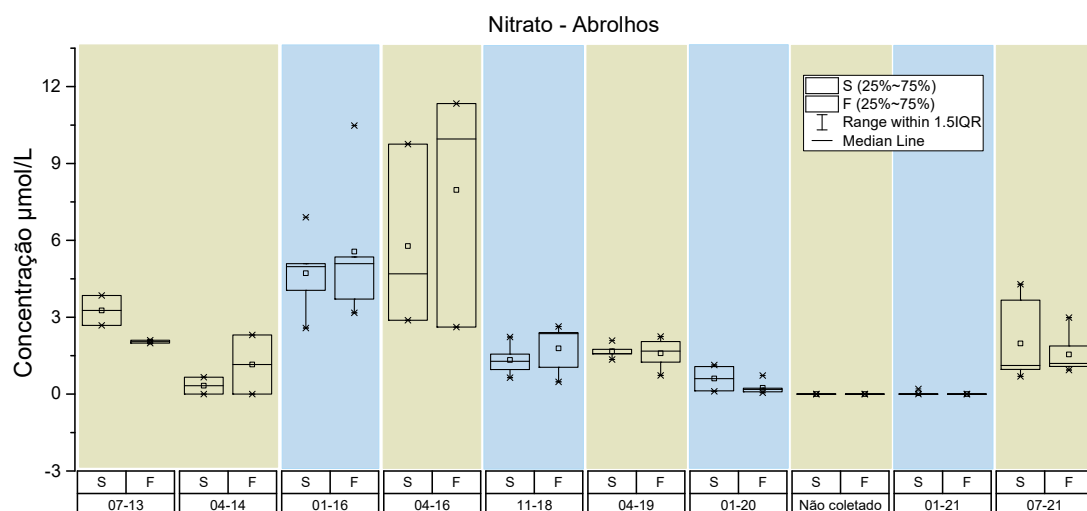 Nitrato - Abrolhos
Concentração µmol/L
12
9
6
3
0
-3
S (25%~75%)
F (25%~75%)
Range within 1.5IQR
Median Line
S F S F S F S F S F S F S F S F S F S F
07-13 04-14 01-16 04-16 11-18 04-19 01-20 Não coletado 01-21 07-21